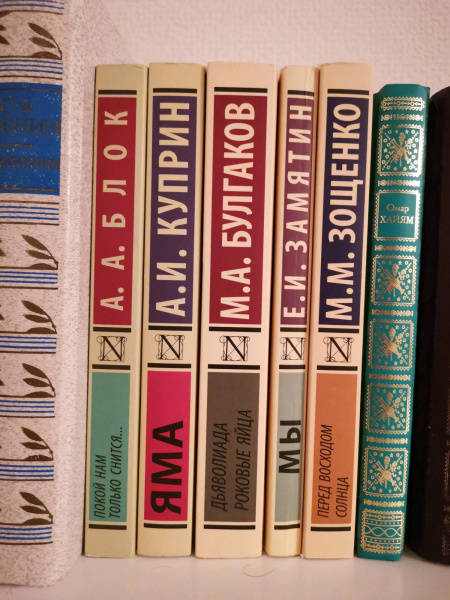 А. А. БЛОК
ПОКОЙ НАМ
ТОЛЬКО СНИТСЯ...
А.И. КУПРИН
ЯМА
М.А. БУЛГАКОВ
ДЬЯВОЛИАДА
РОКОВЫЕ ЯЙЦА
Е.И. ЗАМЯТИН
МЫ
М.М. ЗОЩЕНКО
ПЕРЕД ВОСХОДОМ
СОЛНЦА
Омар
ХАЙЯМ